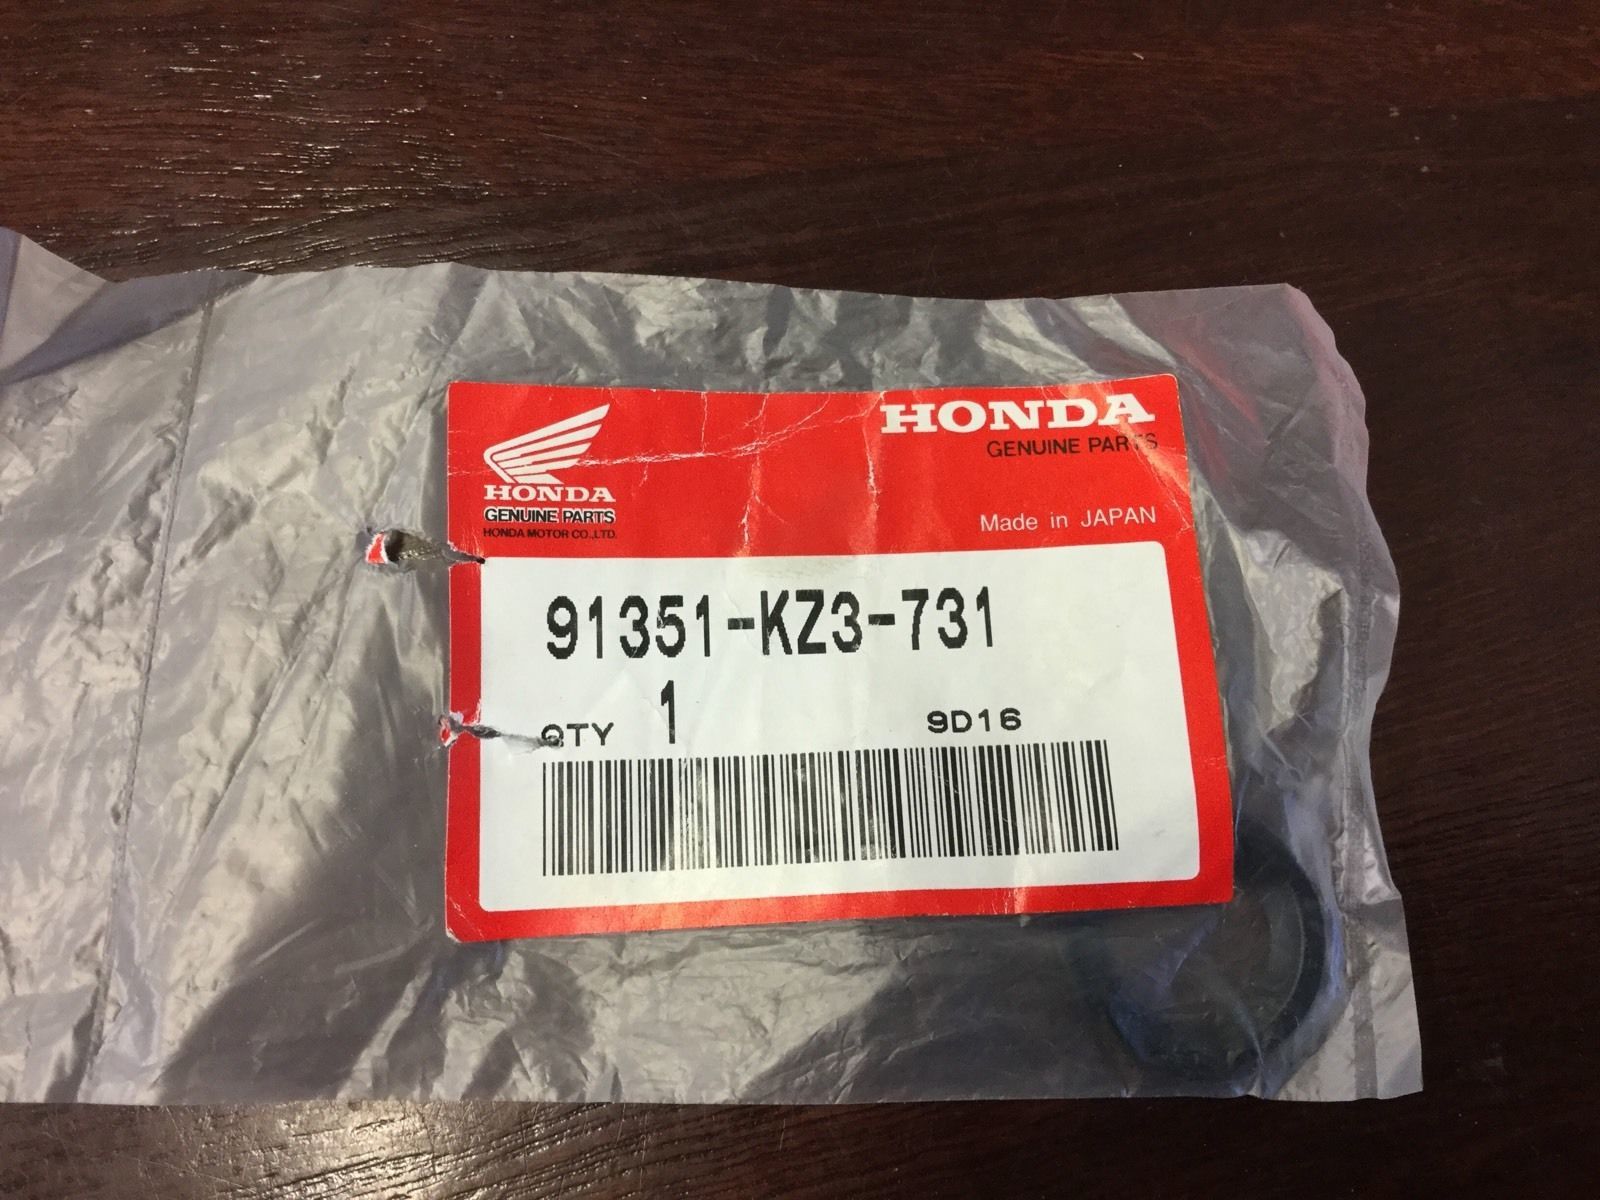 HONDA
GENUINE PARTS
HONDA MOTOR CO.,LTD.
HONDA
GENUINE PARTS
Made in JAPAN
91351-KZ3-731
QTY 1 9D16